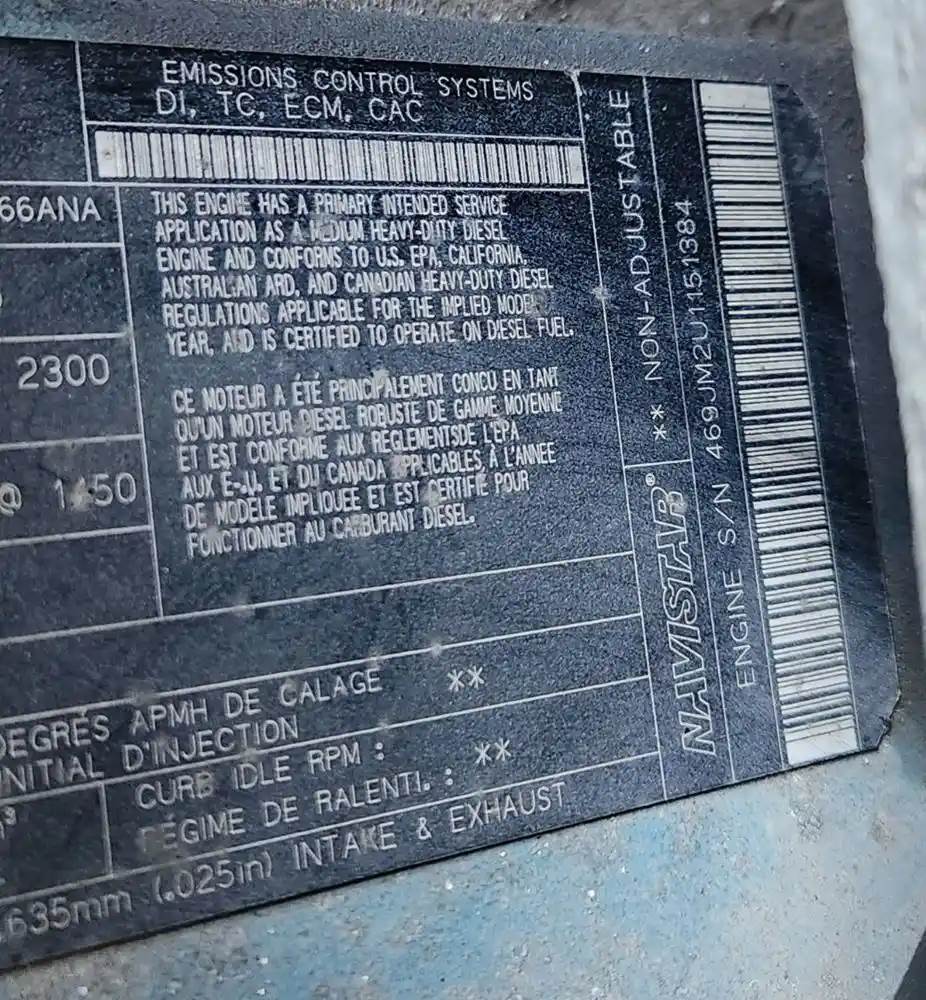 EMISSIONS CONTROL SYSTEMS
DI, TC, ECM, CAC
66ANA
2300
@ 1450
THIS ENGINE HAS A PRIMARY INTENDED SERVICE
APPLICATION AS A MEDIUM HEAVY-DUTY DIESEL
ENGINE AND CONFORMS TO U.S. EPA, CALIFORNIA,
AUSTRALIAN ARD, AND CANADIAN HEAVY-DUTY DIESEL
REGULATIONS APPLICABLE FOR THE IMPLIED MODEL
YEAR, AND IS CERTIFIED TO OPERATE ON DIESEL FUEL.
CE MOTEUR A ÉTÉ PRINCIPALEMENT CONCU EN TANT
QU'UN MOTEUR DIESEL ROBUSTE DE GAMME MOYENNE
ET EST CONFORME AUX REGLEMENTSDE L'EPA
AUX E-U, ET DU CANADA APPLICABLES, À L'ANNEE
DE MODÈLE IMPLIQUEE ET EST CERTIFIE POUR
FONCTIONNER AU CARBURANT DIESEL.
DEGRÉS APMH DE CALAGE **
INITIAL D'INJECTION
CURB IDLE RPM : **
RÉGIME DE RALENTI. :
.635mm (.025in) INTAKE & EXHAUST
** NON-ADJUSTABLE
NAVISTAR®
ENGINE S/N 469JM2U1151384